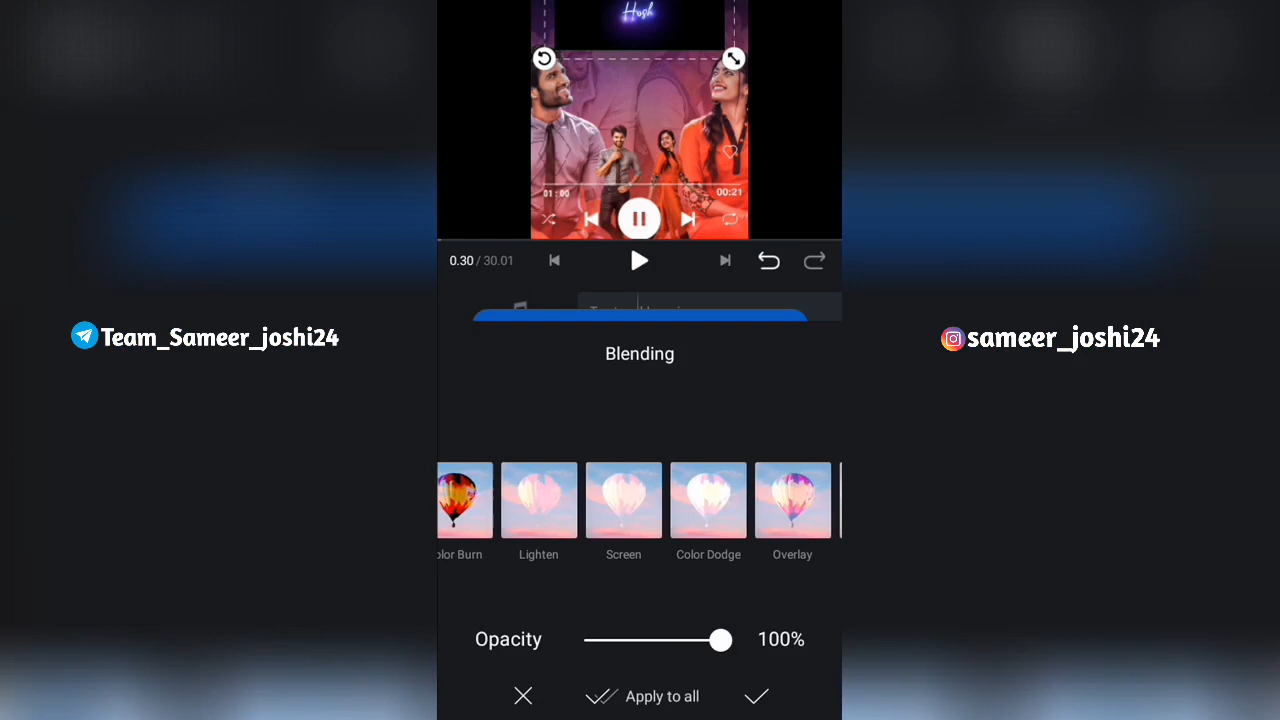 Hosh
01 : 00
00:21
0.30 / 30.01
Team_Sameer_joshi24
sameer_joshi24
Blending
olor Burn
Lighten
Screen
Color Dodge
Overlay
Opacity
100%
Apply to all